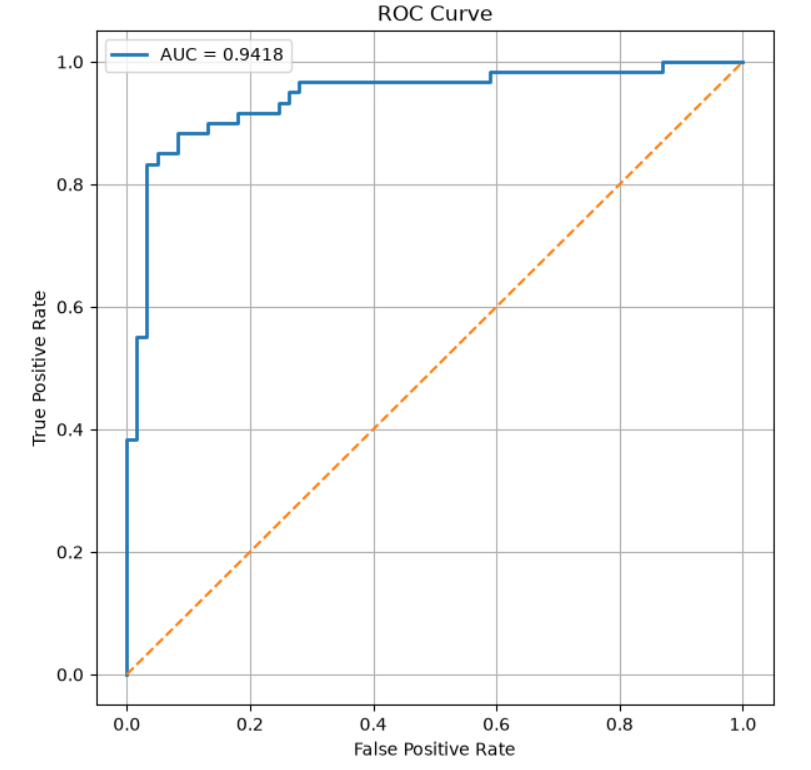 ROC Curve
AUC = 0.9418
1.0
0.8
0.6
0.4
0.2
0.0
True Positive Rate
0.0 0.2 0.4 0.6 0.8 1.0
False Positive Rate